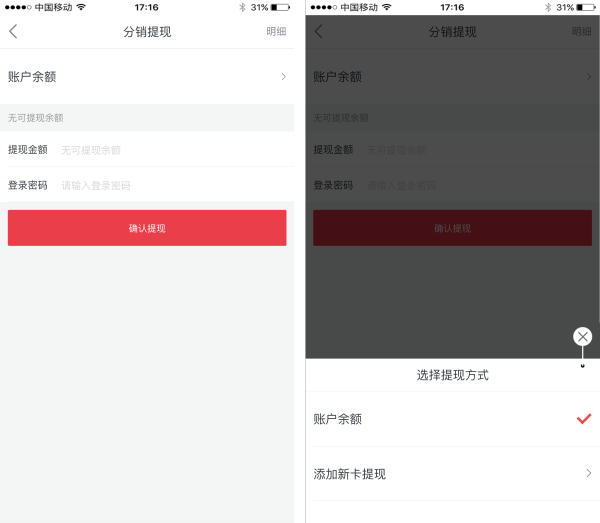 中国移动 17:16 31%
分销提现 明细
账户余额
无可提现余额
提现金额 无可提现余额
登录密码 请输入登录密码
确认提现
中国移动 17:16 31%
分销提现 明细
账户余额
无可提现余额
提现金额 无可提现余额
登录密码 请输入登录密码
确认提现
选择提现方式
账户余额
添加新卡提现